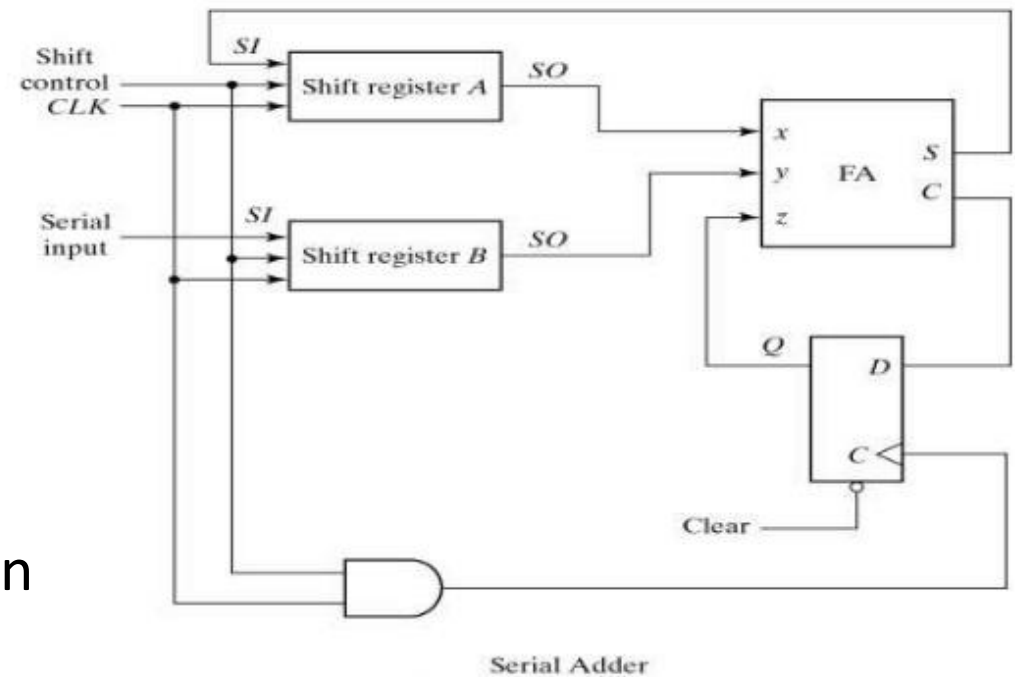 SI
Shift
control
CLK
Shift register A
SO
x
y
z
FA
S
C
Serial
input
SI
Shift register B
SO
Q
D
C
Clear
n
Serial Adder